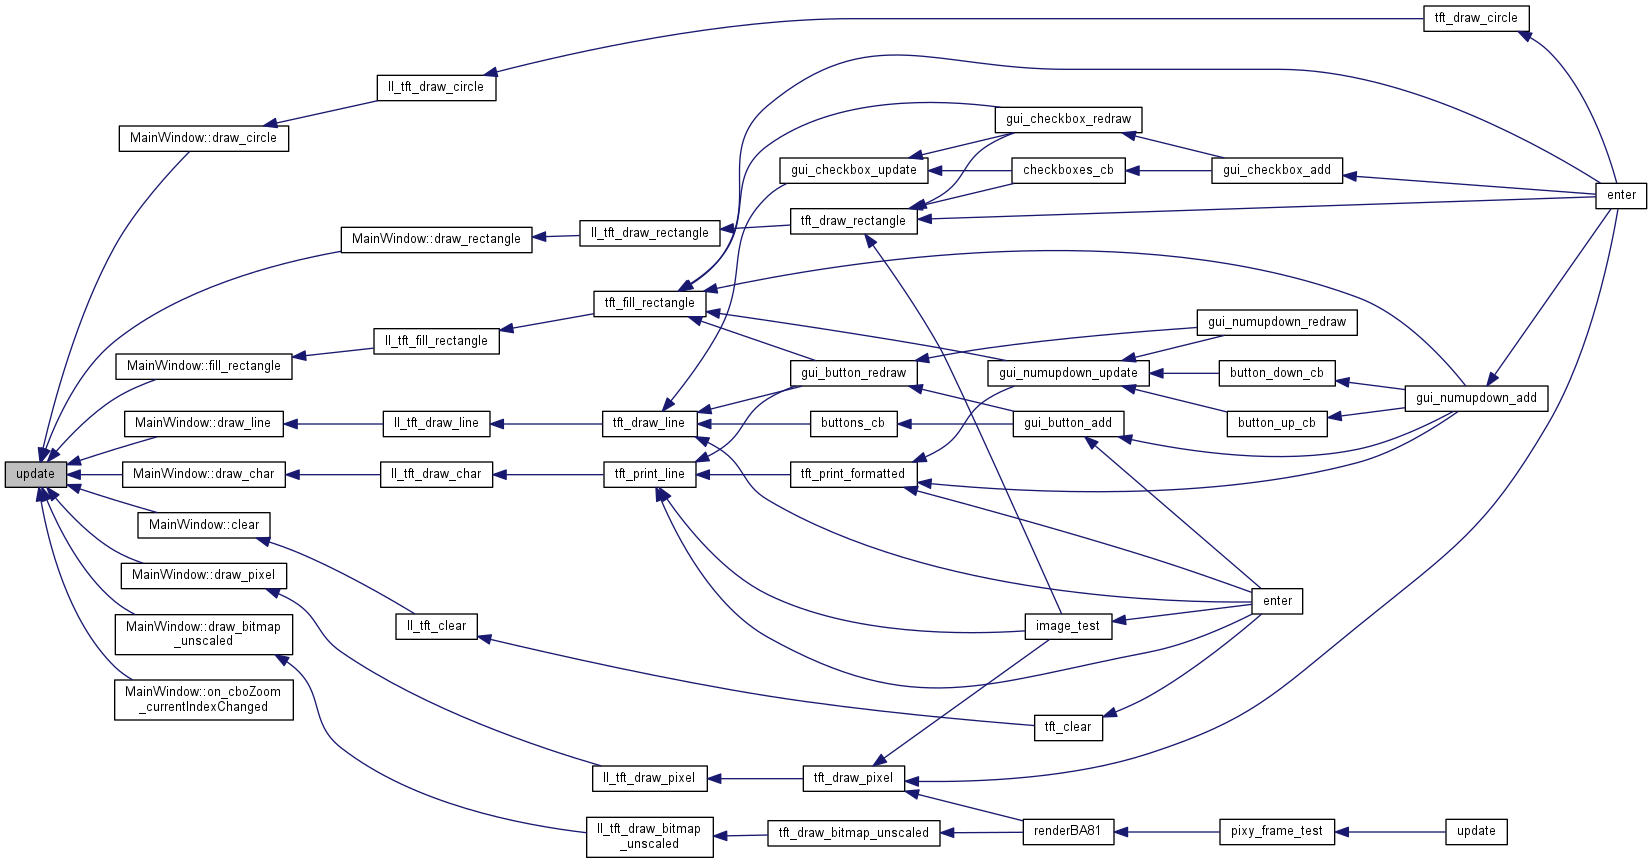 tft_draw_circle
ll_tft_draw_circle
MainWindow::draw_circle
gui_checkbox_redraw
gui_checkbox_update
checkboxes_cb
gui_checkbox_add
enter
tft_draw_rectangle
ll_tft_draw_rectangle
MainWindow::draw_rectangle
tft_fill_rectangle
gui_numupdown_redraw
ll_tft_fill_rectangle
MainWindow::fill_rectangle
gui_button_redraw
gui_numupdown_update
button_down_cb
gui_numupdown_add
MainWindow::draw_line
ll_tft_draw_line
tft_draw_line
buttons_cb
gui_button_add
button_up_cb
update
MainWindow::draw_char
ll_tft_draw_char
tft_print_line
tft_print_formatted
MainWindow::clear
MainWindow::draw_pixel
enter
ll_tft_clear
image_test
MainWindow::draw_bitmap
_unscaled
MainWindow::on_cboZoom
_currentIndexChanged
tft_clear
ll_tft_draw_pixel
tft_draw_pixel
ll_tft_draw_bitmap
_unscaled
tft_draw_bitmap_unscaled
renderBA81
pixy_frame_test
update